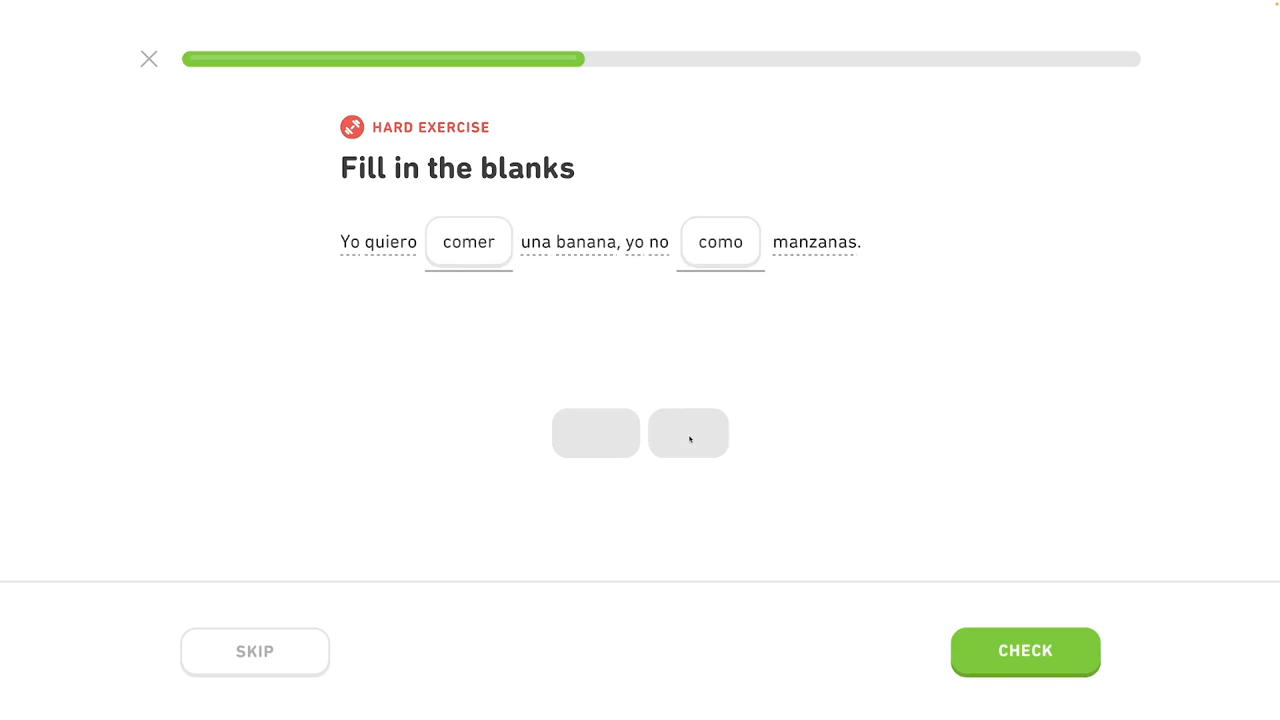 HARD EXERCISE
Fill in the blanks
Yo quiero comer una banana, yo no como manzanas.
SKIP
CHECK